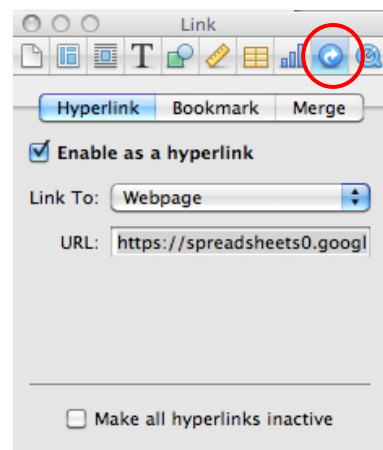 Link
T
Hyperlink Bookmark Merge
Enable as a hyperlink
Link To: Webpage
URL: https://spreadsheets0.googl
Make all hyperlinks inactive